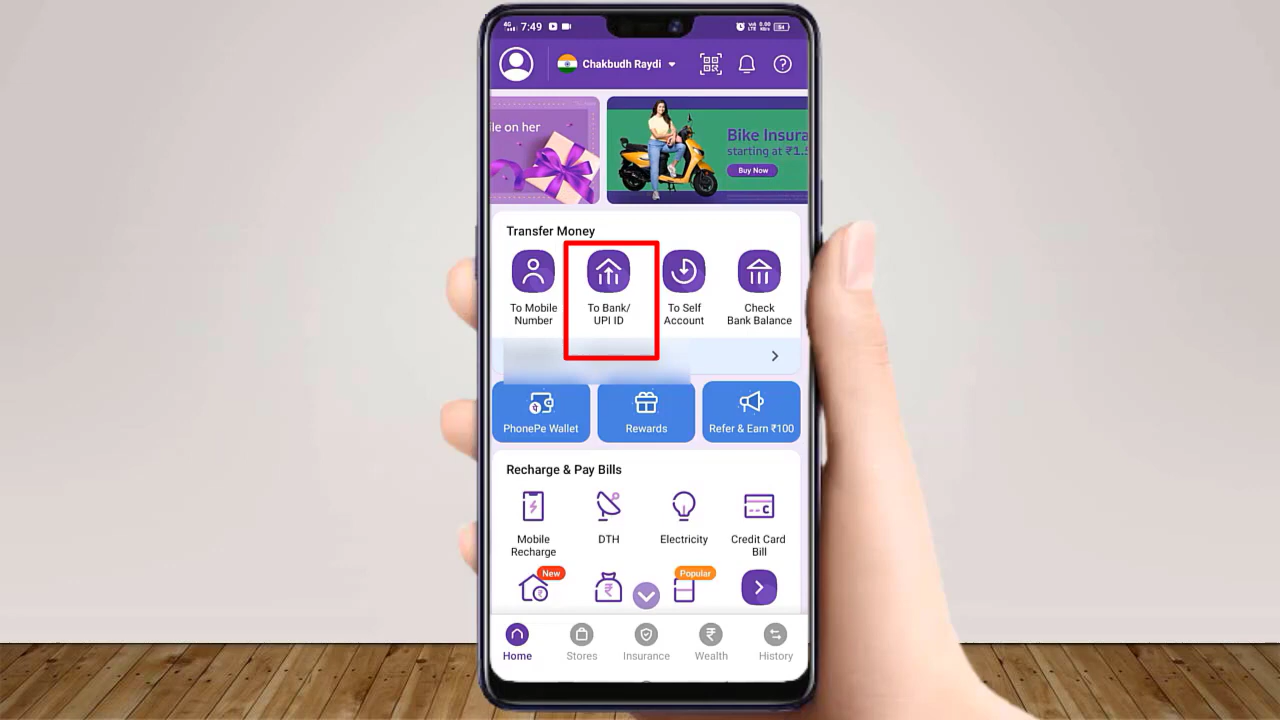 4G 7:49
64
Chakbudh Raydi
le on her
Bike Insura
starting at ₹1.5
Buy Now
Transfer Money
To Mobile
Number
To Bank/
UPI ID
To Self
Account
Check
Bank Balance
PhonePe Wallet
Rewards
Refer & Earn ₹100
Recharge & Pay Bills
Mobile
Recharge
DTH
Electricity
Credit Card
Bill
New
Popular
Home
Stores
Insurance
Wealth
History